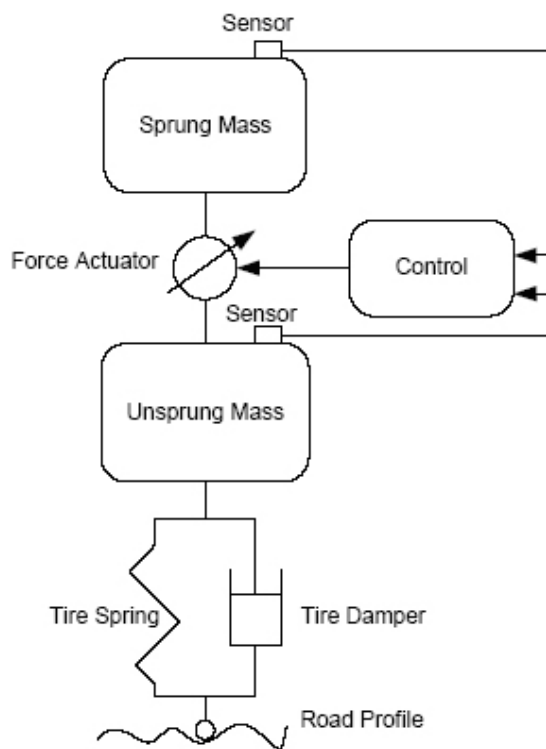 Sensor
Sprung Mass
Force Actuator
Control
Sensor
Unsprung Mass
Tire Spring
Tire Damper
Road Profile